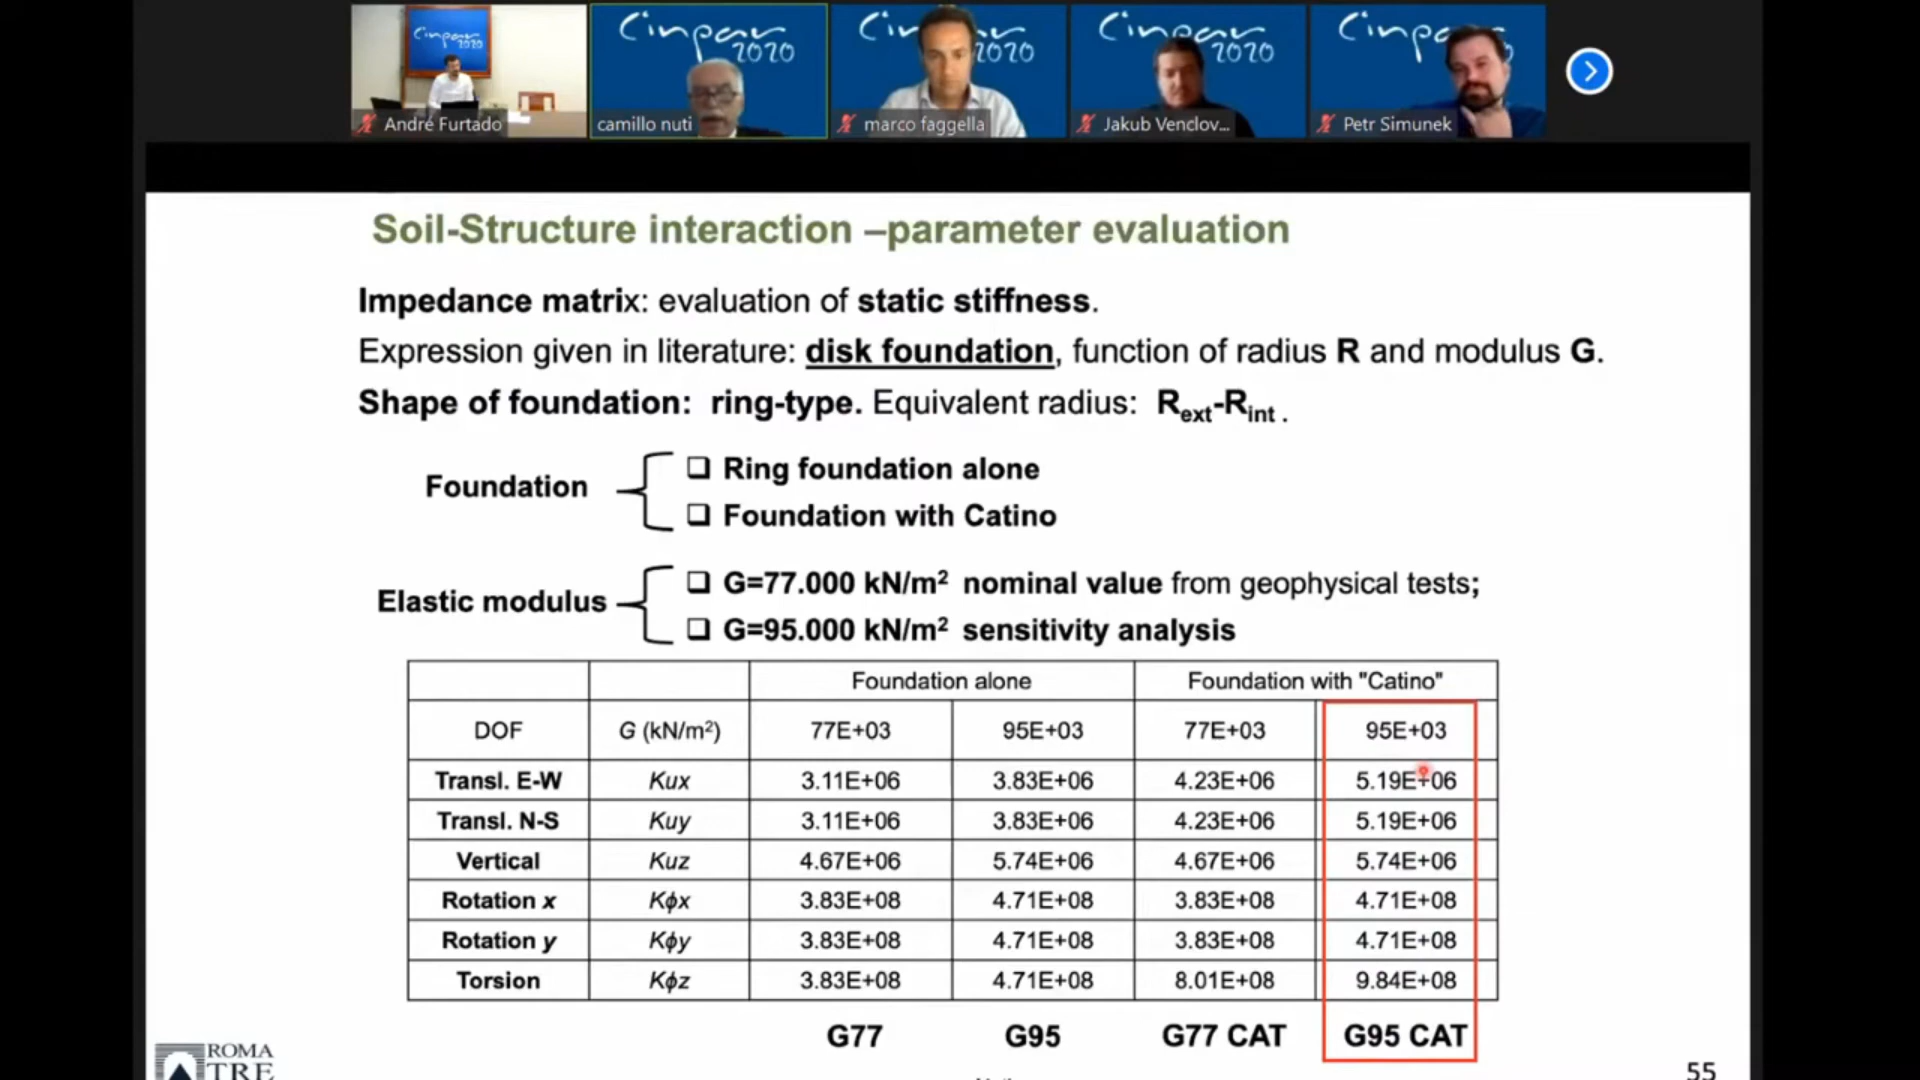 Cinpar
2020
Cinpar
2020
Cinpar
2020
Cinpar
2020
André Furtado
camillo nuti
marco faggella
Jakub Venclov...
Petr Simunek
Soil-Structure interaction –parameter evaluation
Impedance matrix: evaluation of static stiffness.
Expression given in literature: disk foundation, function of radius R and modulus G.
Shape of foundation: ring-type. Equivalent radius: Rext-Rint .
Foundation
❑ Ring foundation alone
❑ Foundation with Catino
Elastic modulus
❑ G=77.000 kN/m² nominal value from geophysical tests;
❑ G=95.000 kN/m² sensitivity analysis
Foundation alone Foundation with "Catino"
DOF G (kN/m²) 77E+03 95E+03 77E+03 95E+03
Transl. E-W Kux 3.11E+06 3.83E+06 4.23E+06 5.19E+06
Transl. N-S Kuy 3.11E+06 3.83E+06 4.23E+06 5.19E+06
Vertical Kuz 4.67E+06 5.74E+06 4.67E+06 5.74E+06
Rotation x Kϕx 3.83E+08 4.71E+08 3.83E+08 4.71E+08
Rotation y Kϕy 3.83E+08 4.71E+08 3.83E+08 4.71E+08
Torsion Kϕz 3.83E+08 4.71E+08 8.01E+08 9.84E+08
G77 G95 G77 CAT G95 CAT
ROMA
TRE
55